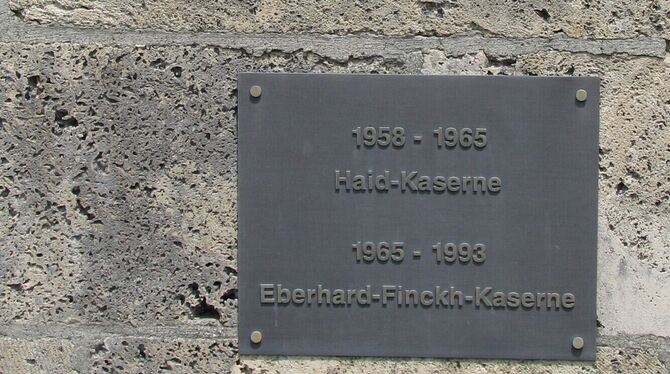 1958 - 1965
Haid-Kaserne
1965 - 1993
Eberhard-Finckh-Kaserne